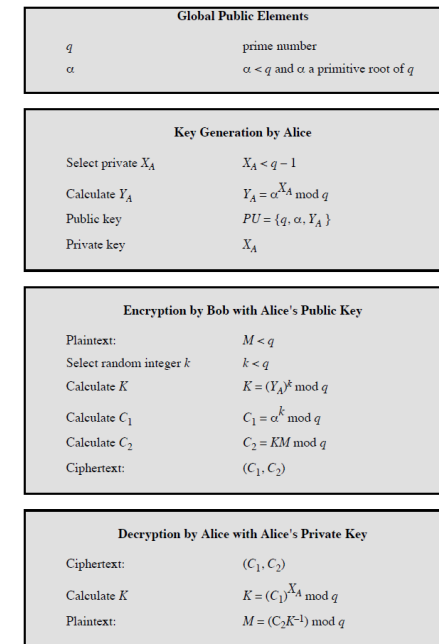 Global Public Elements
q prime number
α α < q and α a primitive root of q
Key Generation by Alice
Select private X_A X_A < q – 1
Calculate Y_A Y_A = α^{X_A} mod q
Public key PU = {q, α, Y_A }
Private key X_A
Encryption by Bob with Alice's Public Key
Plaintext: M < q
Select random integer k k < q
Calculate K K = (Y_A)^k mod q
Calculate C_1 C_1 = α^k mod q
Calculate C_2 C_2 = KM mod q
Ciphertext: (C_1, C_2)
Decryption by Alice with Alice's Private Key
Ciphertext: (C_1, C_2)
Calculate K K = (C_1)^{X_A} mod q
Plaintext: M = (C_2K^{-1}) mod q